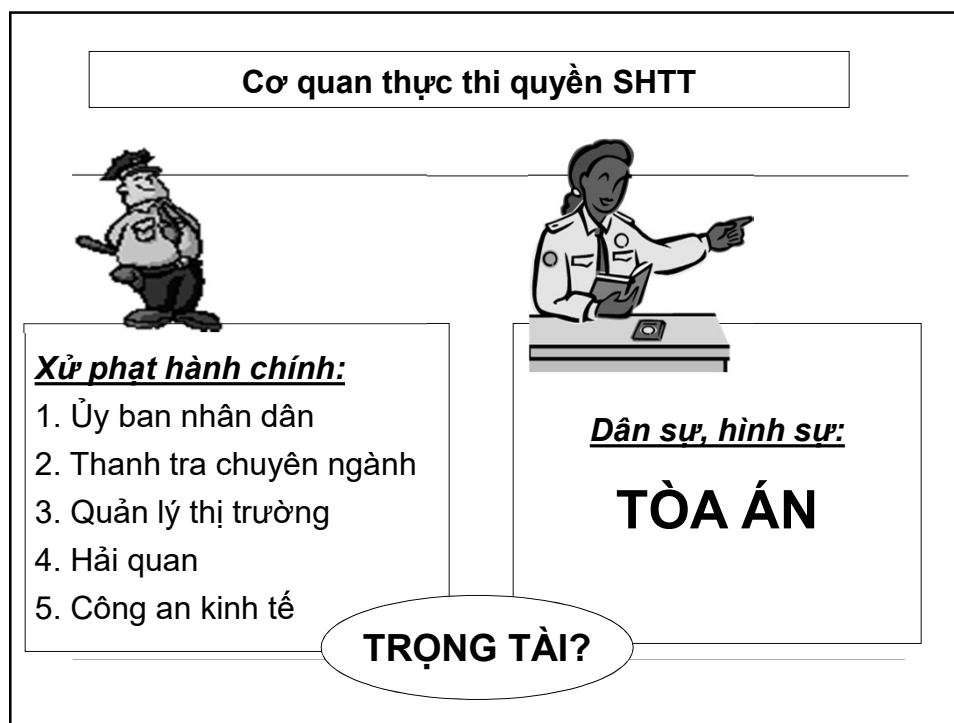 Cơ quan thực thi quyền SHTT
Xử phạt hành chính:
1. Ủy ban nhân dân
2. Thanh tra chuyên ngành
3. Quản lý thị trường
4. Hải quan
5. Công an kinh tế
Dân sự, hình sự:
TÒA ÁN
TRỌNG TÀI?